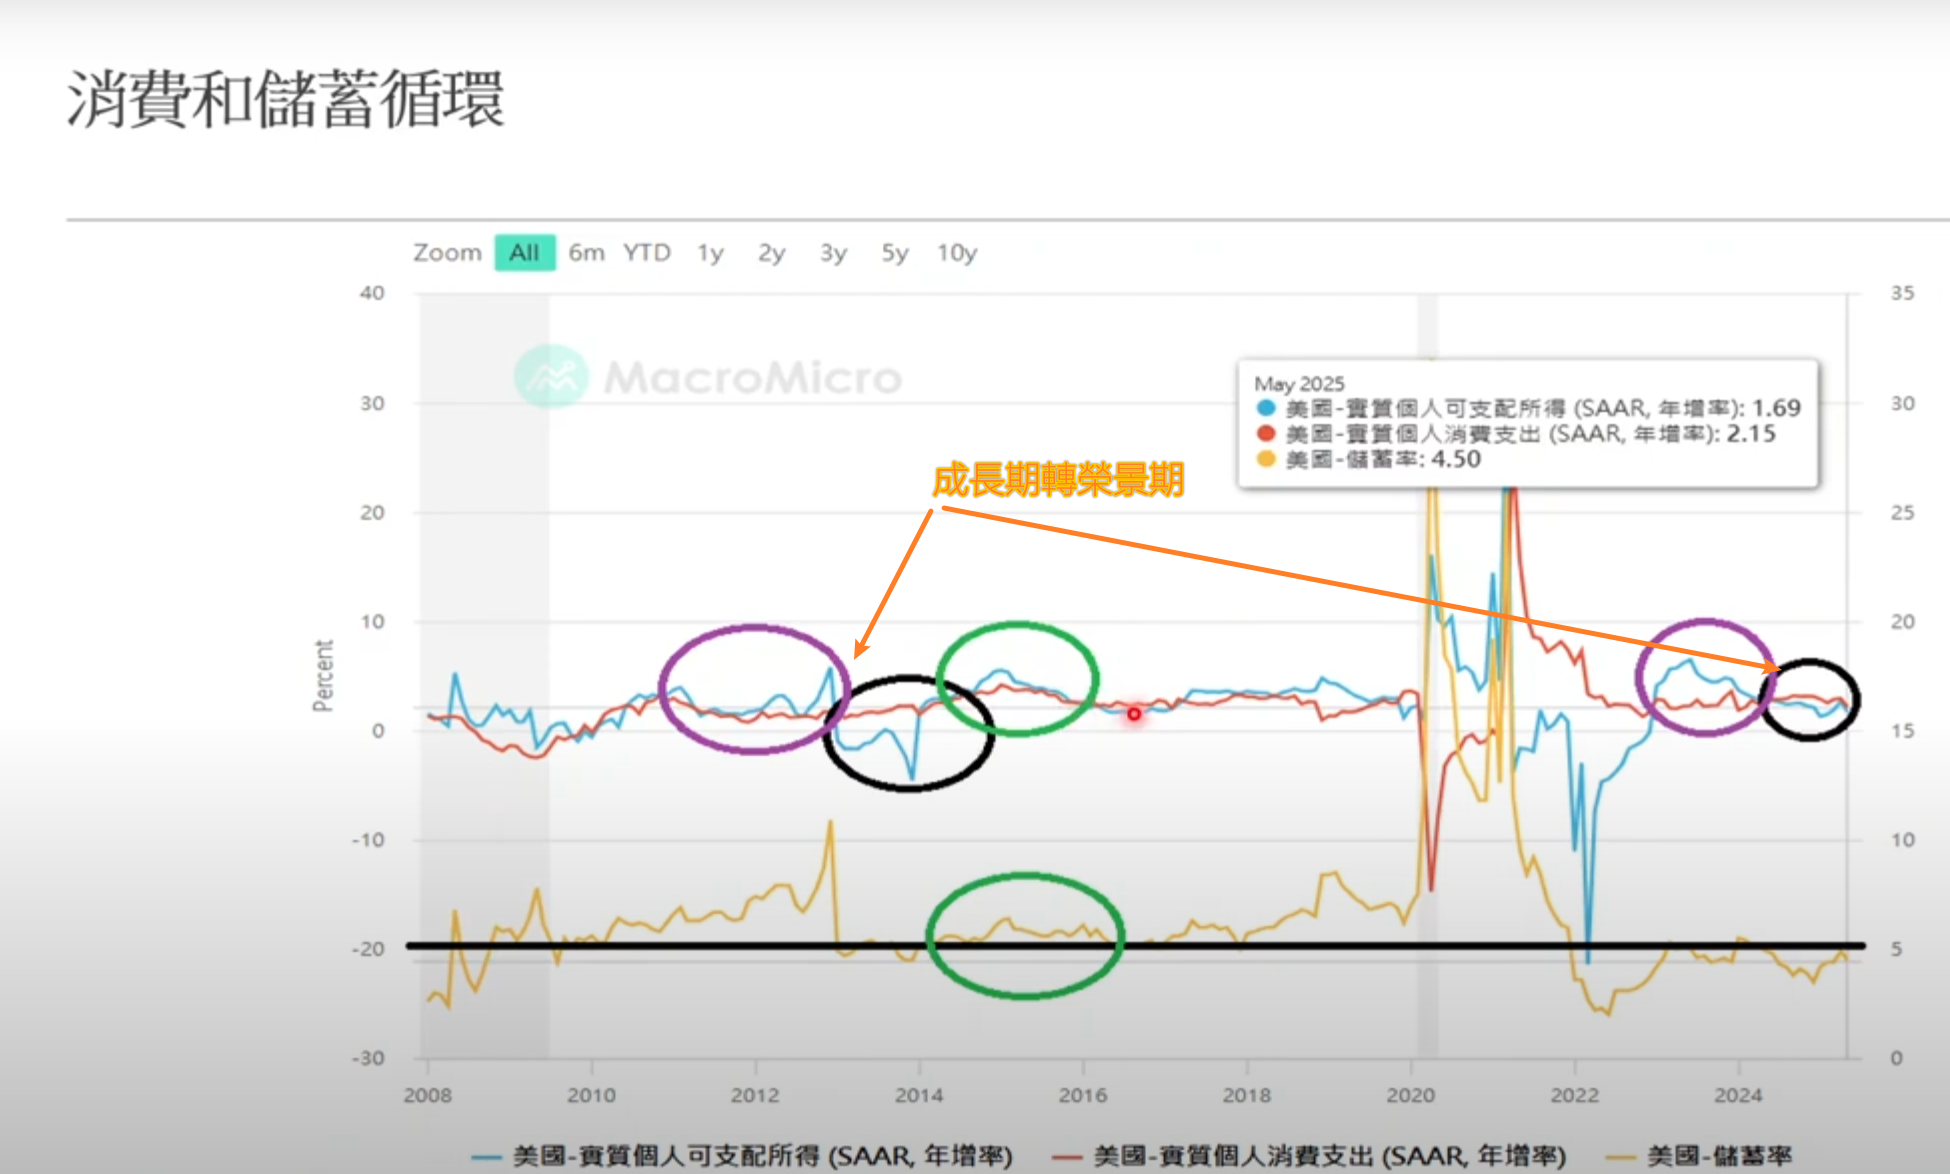 消費和儲蓄循環
Zoom All 6m YTD 1y 2y 3y 5y 10y
40 35
MacroMicro
May 2025
美國-實質個人可支配所得 (SAAR, 年增率): 1.69
美國-實質個人消費支出 (SAAR, 年增率): 2.15
美國-儲蓄率: 4.50
30 30
成長期轉榮景期
20 25
10 20
Percent
0 15
-10 10
-20 5
-30 0
2008 2010 2012 2014 2016 2018 2020 2022 2024
美國-實質個人可支配所得 (SAAR, 年增率) 美國-實質個人消費支出 (SAAR, 年增率) 美國-儲蓄率